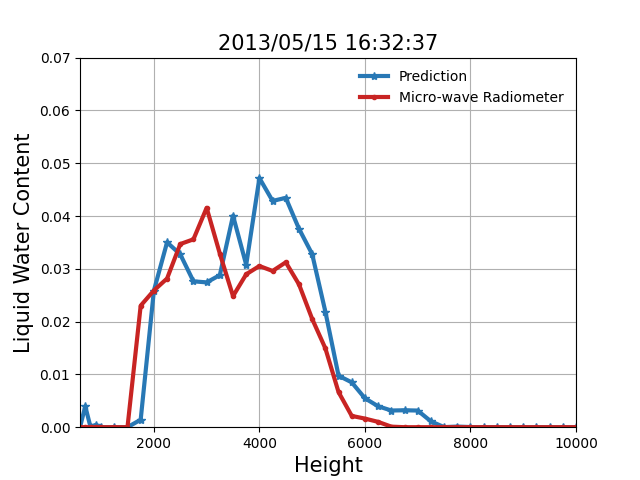 2013/05/15 16:32:37
Prediction
Micro-wave Radiometer
Liquid Water Content
0.07
0.06
0.05
0.04
0.03
0.02
0.01
0.00
2000 4000 6000 8000 10000
Height